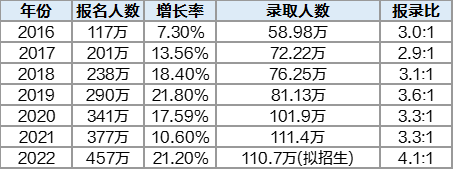 年份 报名人数 增长率 录取人数 报录比
2016 117万 7.30% 58.98万 3.0:1
2017 201万 13.56% 72.22万 2.9:1
2018 238万 18.40% 76.25万 3.1:1
2019 290万 21.80% 81.13万 3.6:1
2020 341万 17.59% 101.9万 3.3:1
2021 377万 10.60% 111.4万 3.3:1
2022 457万 21.20% 110.7万(拟招生) 4.1:1